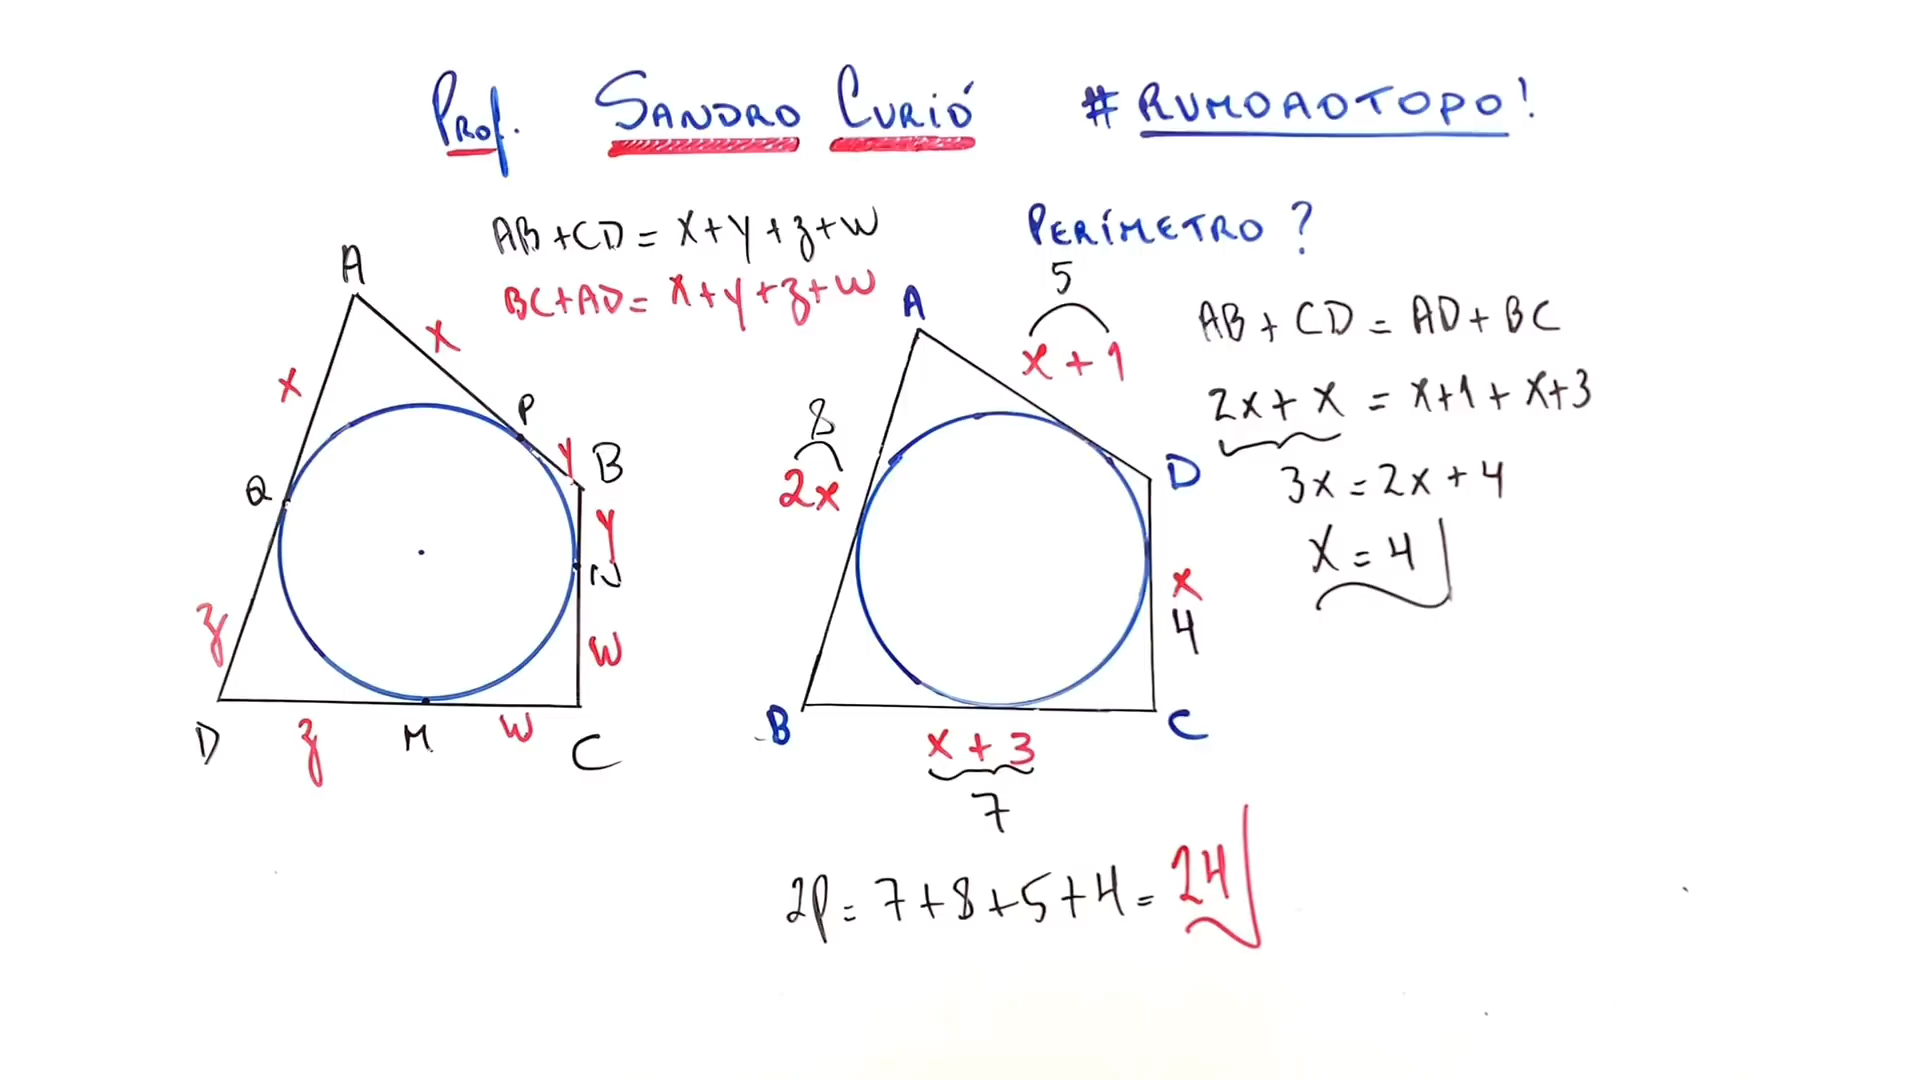 Prof. SANDRO CURIÓ #RUMOAOTOPO!
AB+CD=X+Y+z+W
BC+AD=X+Y+z+W
A
x
x
P
Y
B
Q
Y
N
z
W
D
z
M
W
C
PERÍMETRO?
5
A
x+1
8
2x
D
x
4
B
x+3
C
7
AB+CD=AD+BC
2x+x=x+1+x+3
3x=2x+4
X=4
2P=7+8+5+4=24